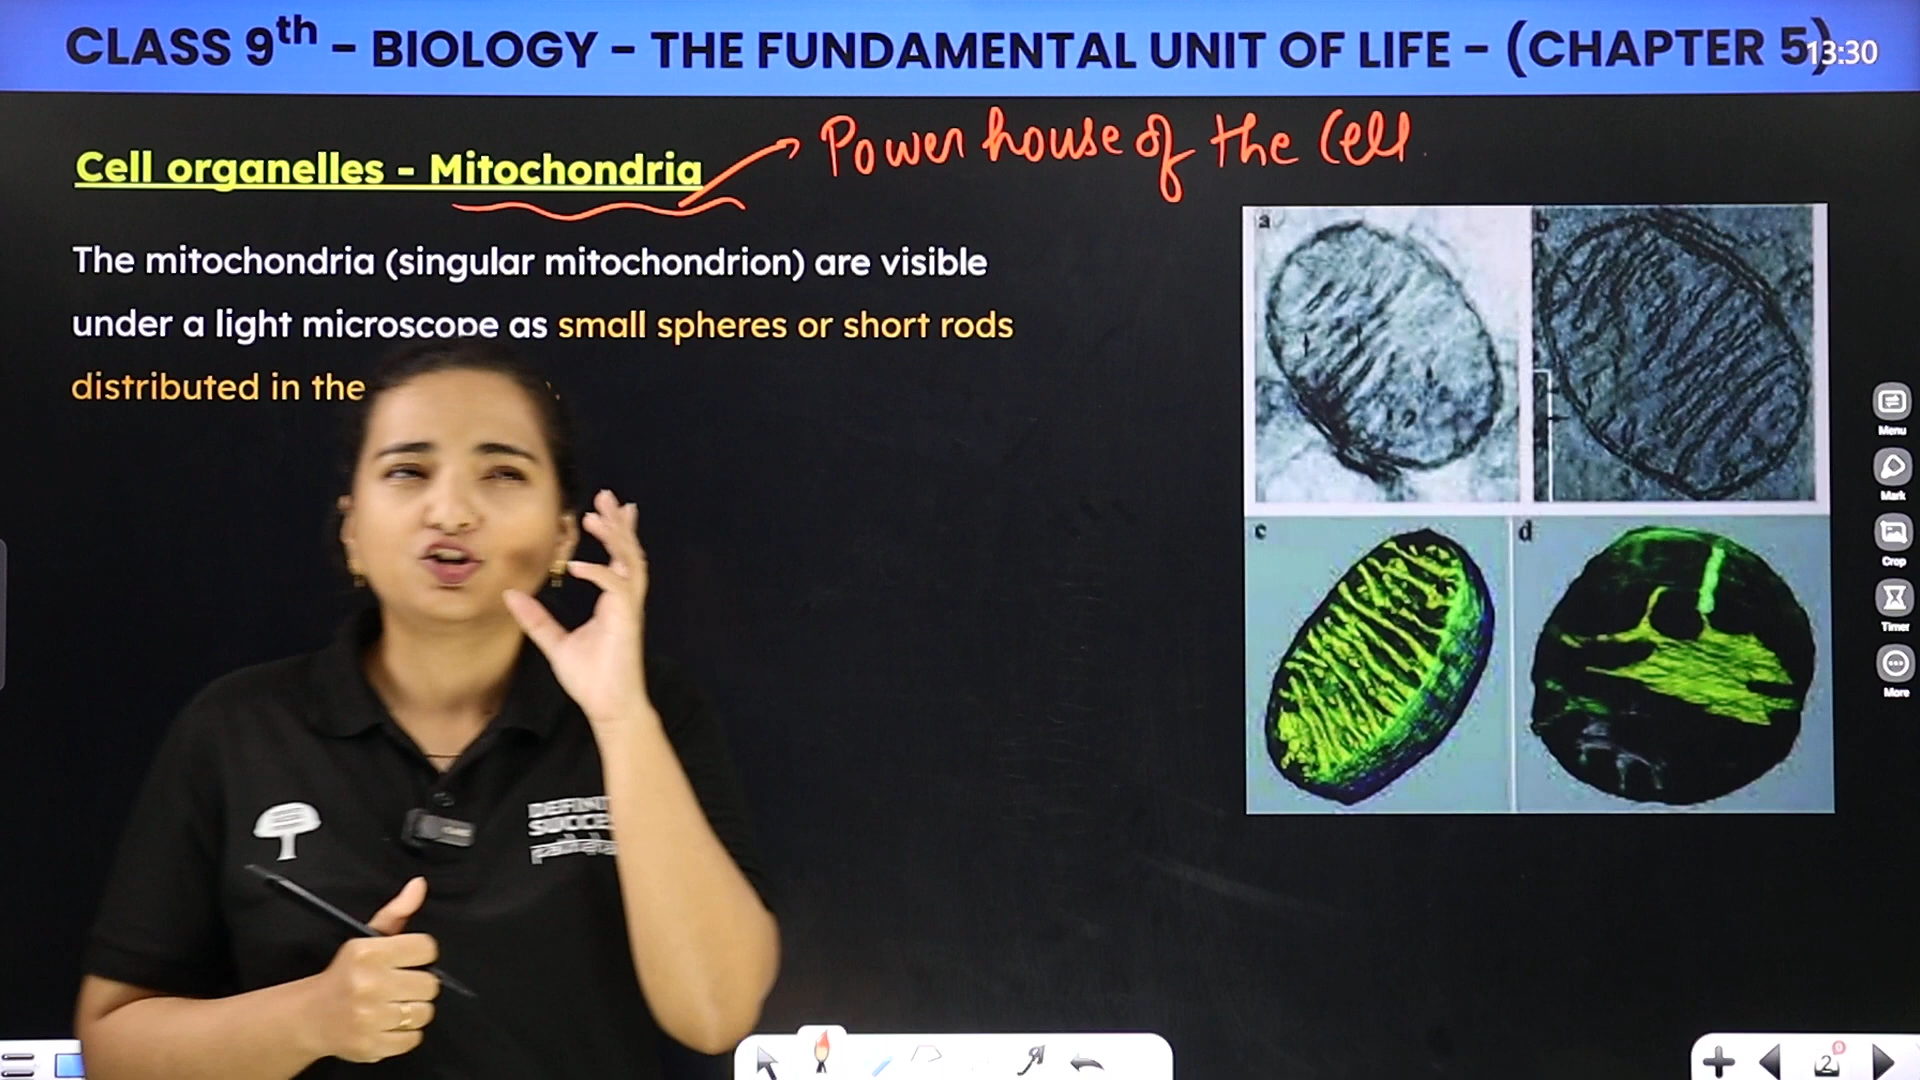 CLASS 9th - BIOLOGY - THE FUNDAMENTAL UNIT OF LIFE - (CHAPTER 5)
13:30
Cell organelles - Mitochondria
Power house of the Cell
The mitochondria (singular mitochondrion) are visible
under a light microscope as small spheres or short rods
distributed in the
a
b
c
d
Menu
Mark
Crop
Timer
More
2